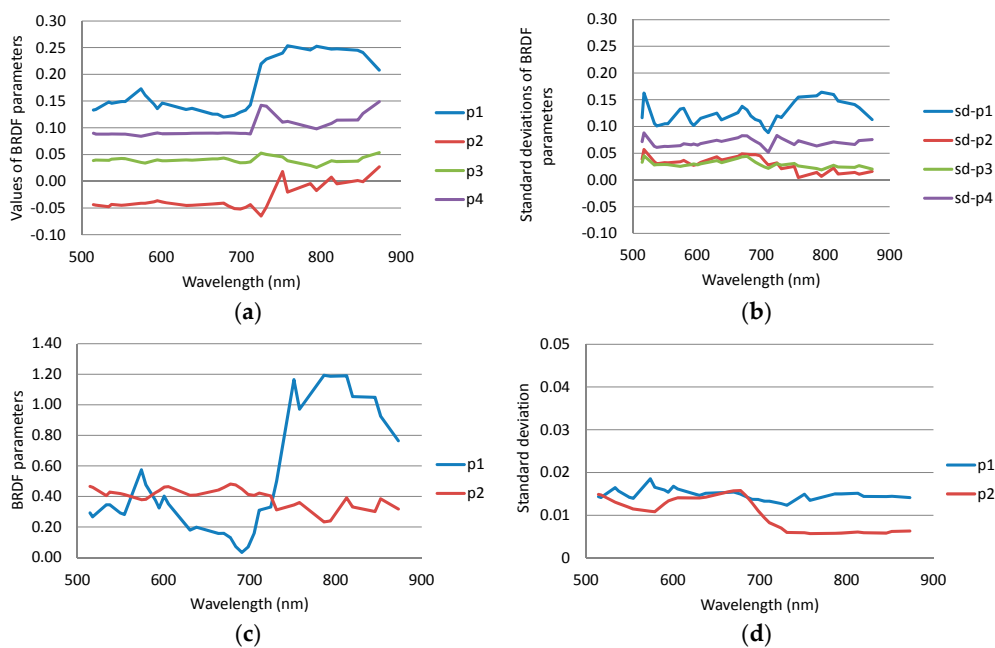 (a)
Values of BRDF parameters
0.30
0.25
0.20
0.15
0.10
0.05
0.00
-0.05
-0.10
500 600 700 800 900
Wavelength (nm)
p1
p2
p3
p4
(b)
Standard deviations of BRDF
parameters
0.30
0.25
0.20
0.15
0.10
0.05
0.00
-0.05
-0.10
500 600 700 800 900
Wavelength (nm)
sd-p1
sd-p2
sd-p3
sd-p4
(c)
BRDF parameters
1.40
1.20
1.00
0.80
0.60
0.40
0.20
0.00
500 600 700 800 900
Wavelength (nm)
p1
p2
(d)
Standard deviation
0.05
0.04
0.03
0.02
0.01
0
500 600 700 800 900
Wavelength (nm)
p1
p2